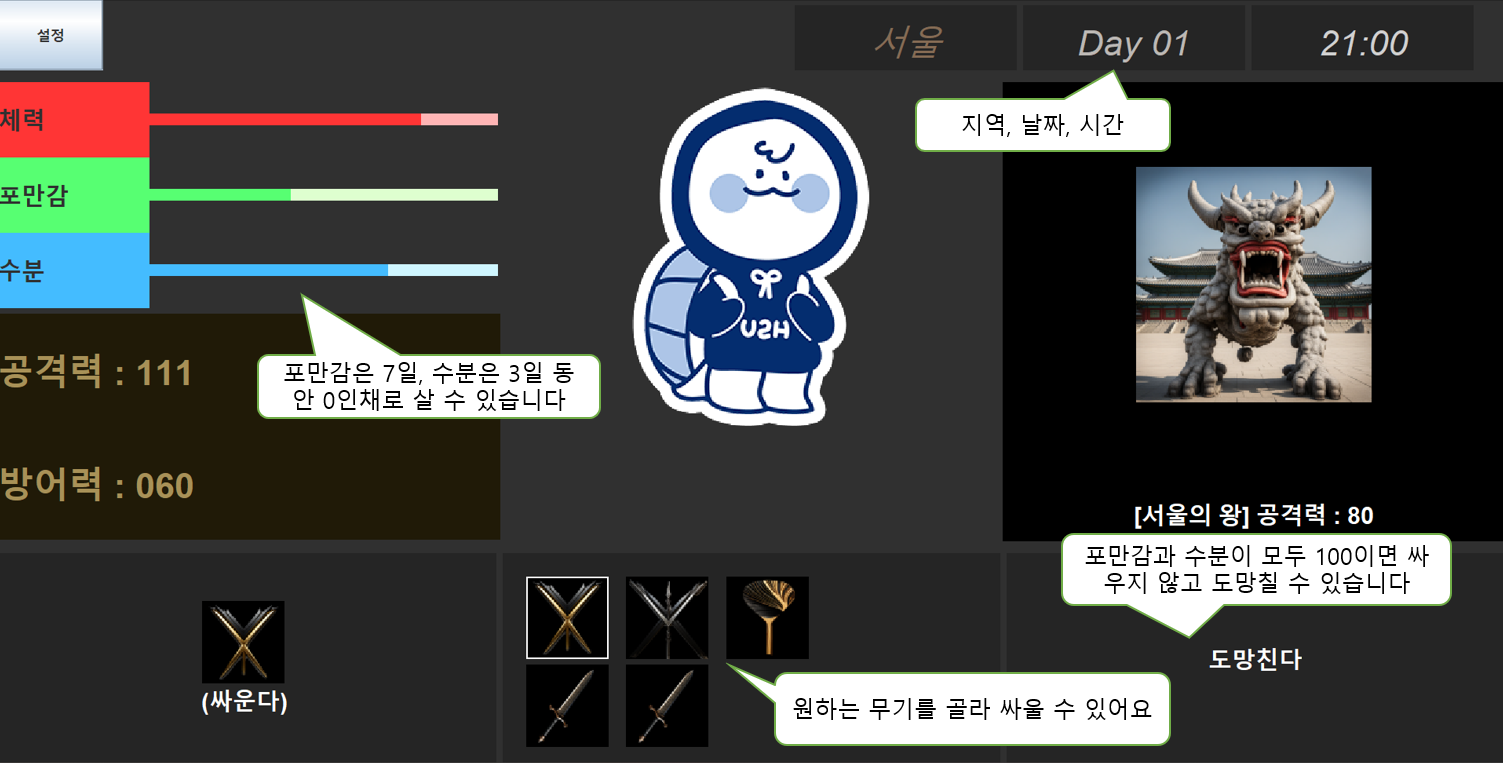 설정
서울
Day 01
21:00
체력
지역, 날짜, 시간
포만감
수분
공격력 : 111
포만감은 7일, 수분은 3일 동
안 0인채로 살 수 있습니다
HSU
방어력 : 060
[서울의 왕] 공격력 : 80
포만감과 수분이 모두 100이면 싸
우지 않고 도망칠 수 있습니다
도망친다
(싸운다)
원하는 무기를 골라 싸울 수 있어요